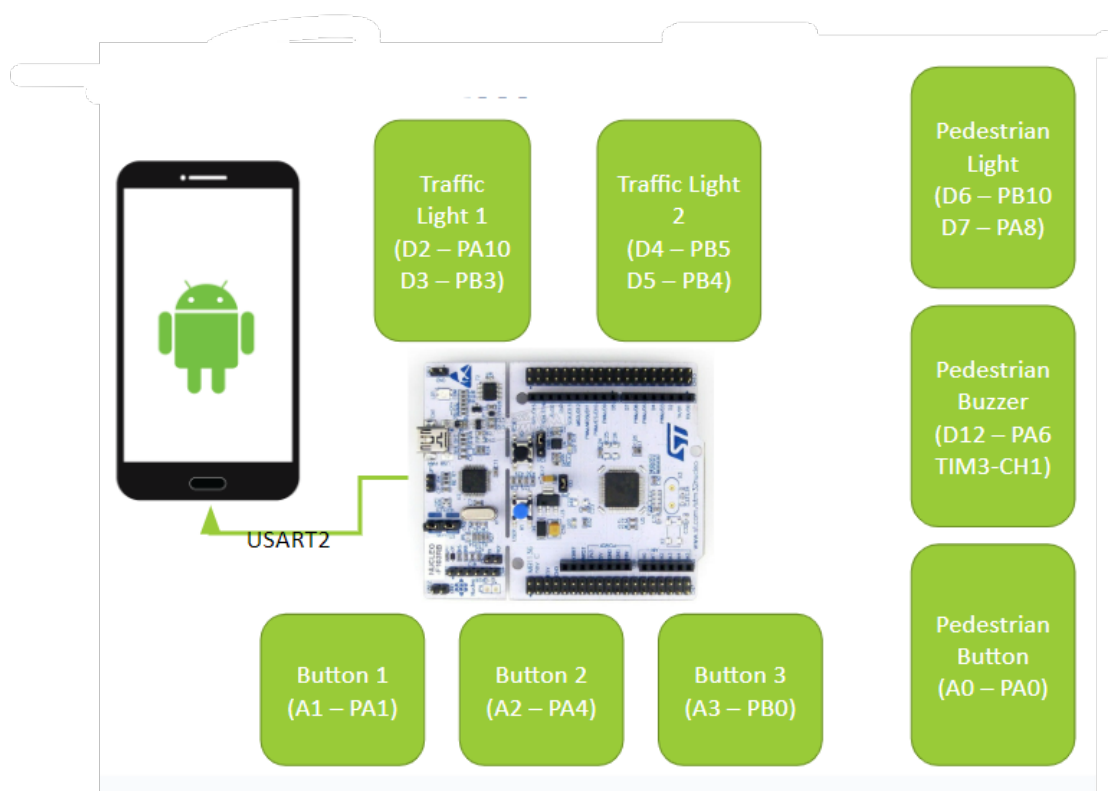 Traffic
Light 1
(D2 – PA10
D3 – PB3)
Traffic Light
2
(D4 – PB5
D5 – PB4)
Pedestrian
Light
(D6 – PB10
D7 – PA8)
Pedestrian
Buzzer
(D12 – PA6
TIM3-CH1)
USART2
NUCLEO
-F103RB
Button 1
(A1 – PA1)
Button 2
(A2 – PA4)
Button 3
(A3 – PB0)
Pedestrian
Button
(A0 – PA0)